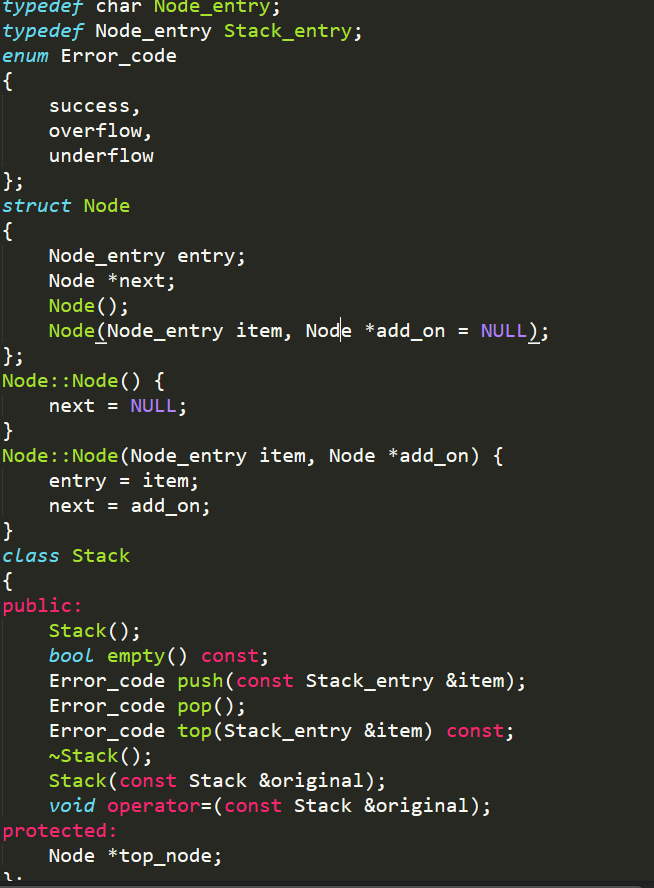 typedef char Node_entry;
typedef Node_entry Stack_entry;
enum Error_code
{
    success,
    overflow,
    underflow
};
struct Node
{
    Node_entry entry;
    Node *next;
    Node();
    Node(Node_entry item, Node *add_on = NULL);
};
Node::Node() {
    next = NULL;
}
Node::Node(Node_entry item, Node *add_on) {
    entry = item;
    next = add_on;
}
class Stack
{
public:
    Stack();
    bool empty() const;
    Error_code push(const Stack_entry &item);
    Error_code pop();
    Error_code top(Stack_entry &item) const;
    ~Stack();
    Stack(const Stack &original);
    void operator=(const Stack &original);
protected:
    Node *top_node;
};